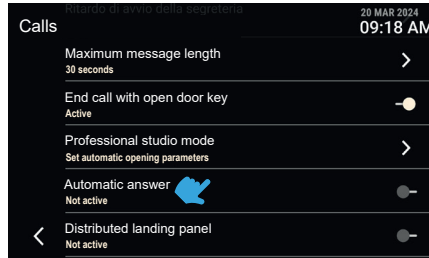 Ritardo di avvio della segreteria
20 MAR 2024
Calls
09:18 AM
Maximum message length
30 seconds
End call with open door key
Active
Professional studio mode
Set automatic opening parameters
Automatic answer
Not active
Distributed landing panel
Not active